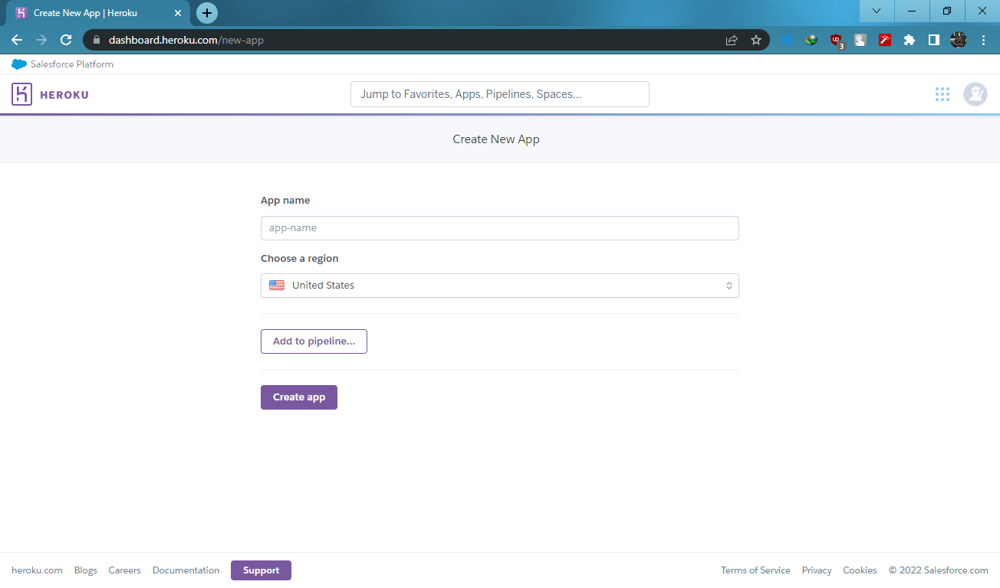 Create New App | Heroku
dashboard.heroku.com/new-app
UD 3
Salesforce Platform
HEROKU
Jump to Favorites, Apps, Pipelines, Spaces...
Create New App
App name
app-name
Choose a region
United States
Add to pipeline...
Create app
heroku.com Blogs Careers Documentation Support Terms of Service Privacy Cookies © 2022 Salesforce.com